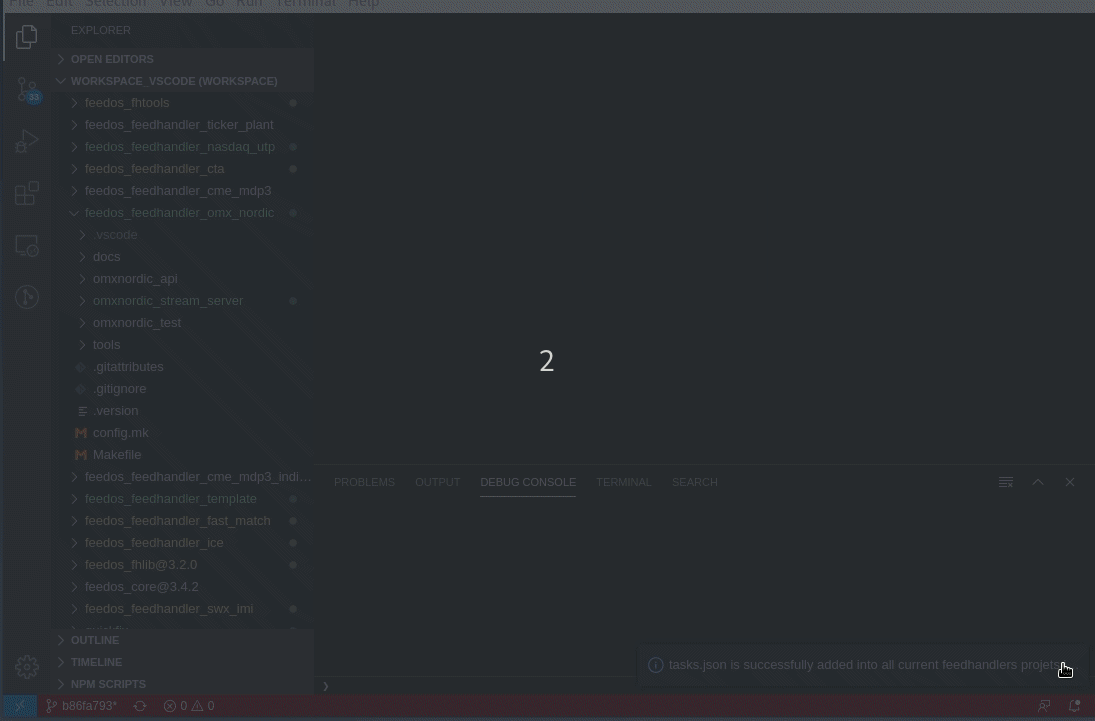 File Edit Selection View Go Run Terminal Help
EXPLORER
OPEN EDITORS
WORKSPACE_VSCODE (WORKSPACE)
33
feedos_fhtools
feedos_feedhandler_ticker_plant
feedos_feedhandler_nasdaq_utp
feedos_feedhandler_cta
feedos_feedhandler_cme_mdp3
feedos_feedhandler_omx_nordic
.vscode
docs
omxnordic_api
omxnordic_stream_server
omxnordic_test
tools
.gitattributes
.gitignore
.version
config.mk
Makefile
feedos_feedhandler_cme_mdp3_indi...
feedos_feedhandler_template
feedos_feedhandler_fast_match
feedos_feedhandler_ice
feedos_fhlib@3.2.0
feedos_core@3.4.2
feedos_feedhandler_swx_imi
OUTLINE
TIMELINE
NPM SCRIPTS
2
PROBLEMS OUTPUT DEBUG CONSOLE TERMINAL SEARCH
tasks.json is successfully added into all current feedhandlers projets
b86fa793* 0 0